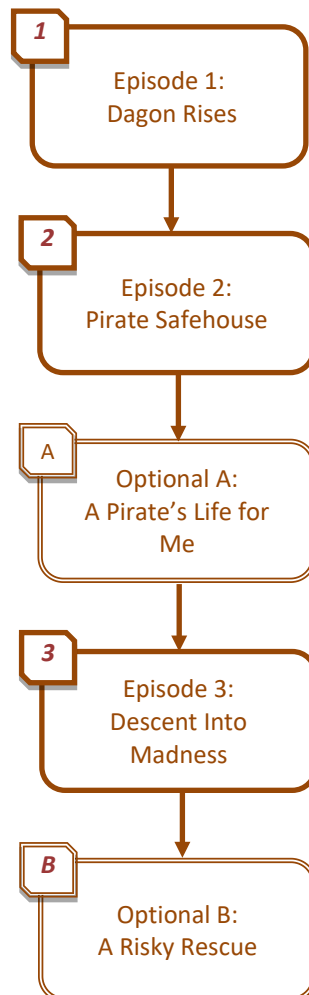 1
Episode 1:
Dagon Rises
2
Episode 2:
Pirate Safehouse
A
Optional A:
A Pirate’s Life for
Me
3
Episode 3:
Descent Into
Madness
B
Optional B:
A Risky Rescue